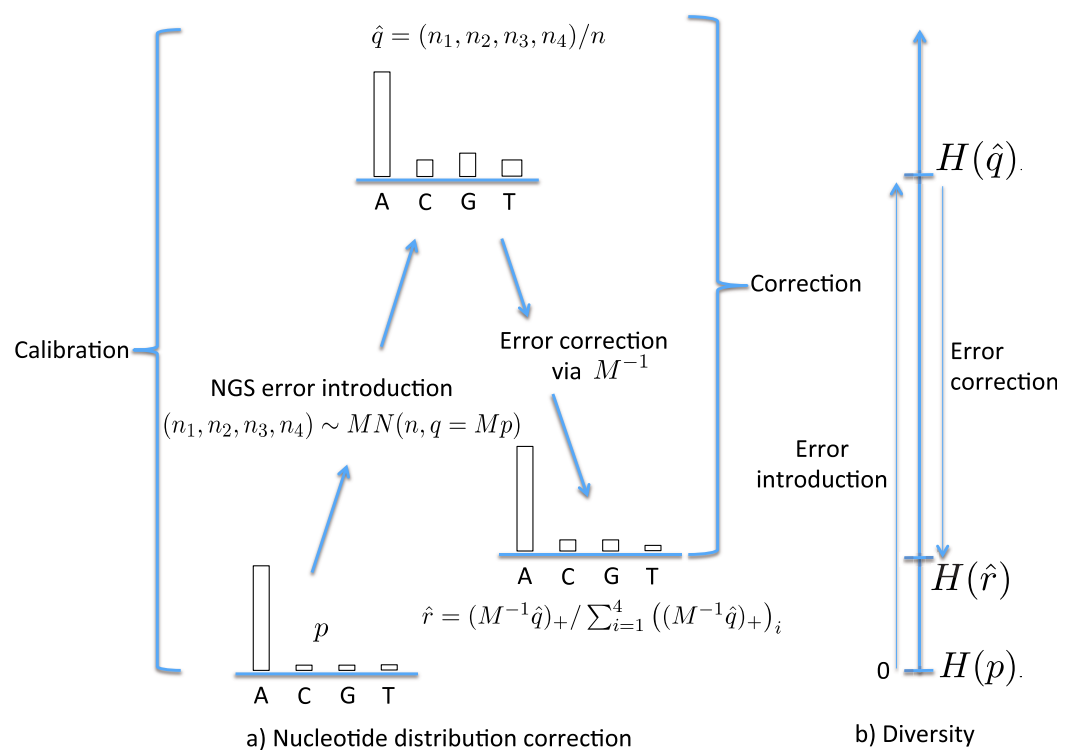 q̂ = (n₁, n₂, n₃, n₄)/n
A C G T
Calibration
NGS error introduction
(n₁, n₂, n₃, n₄) ∼ MN(n, q = Mp)
Error correction
via M⁻¹
Correction
A C G T
r̂ = (M⁻¹q̂)₊/ ∑⁴ᵢ₌₁ ((M⁻¹q̂)₊)ᵢ
p
A C G T
a) Nucleotide distribution correction
H(q̂).
Error
correction
Error
introduction
H(r̂)
0 H(p).
b) Diversity